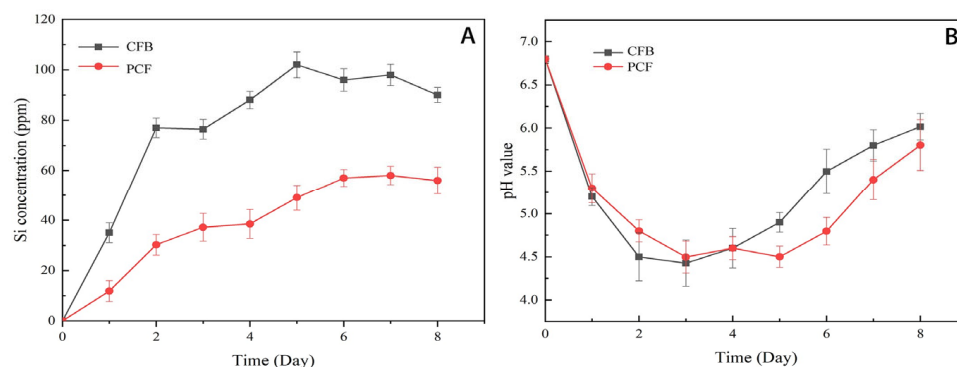 A
CFB
PCF
Si concentration (ppm)
120
100
80
60
40
20
0
0 2 4 6 8
Time (Day)
B
CFB
PCF
pH value
7.0
6.5
6.0
5.5
5.0
4.5
4.0
0 2 4 6 8
Time (Day)